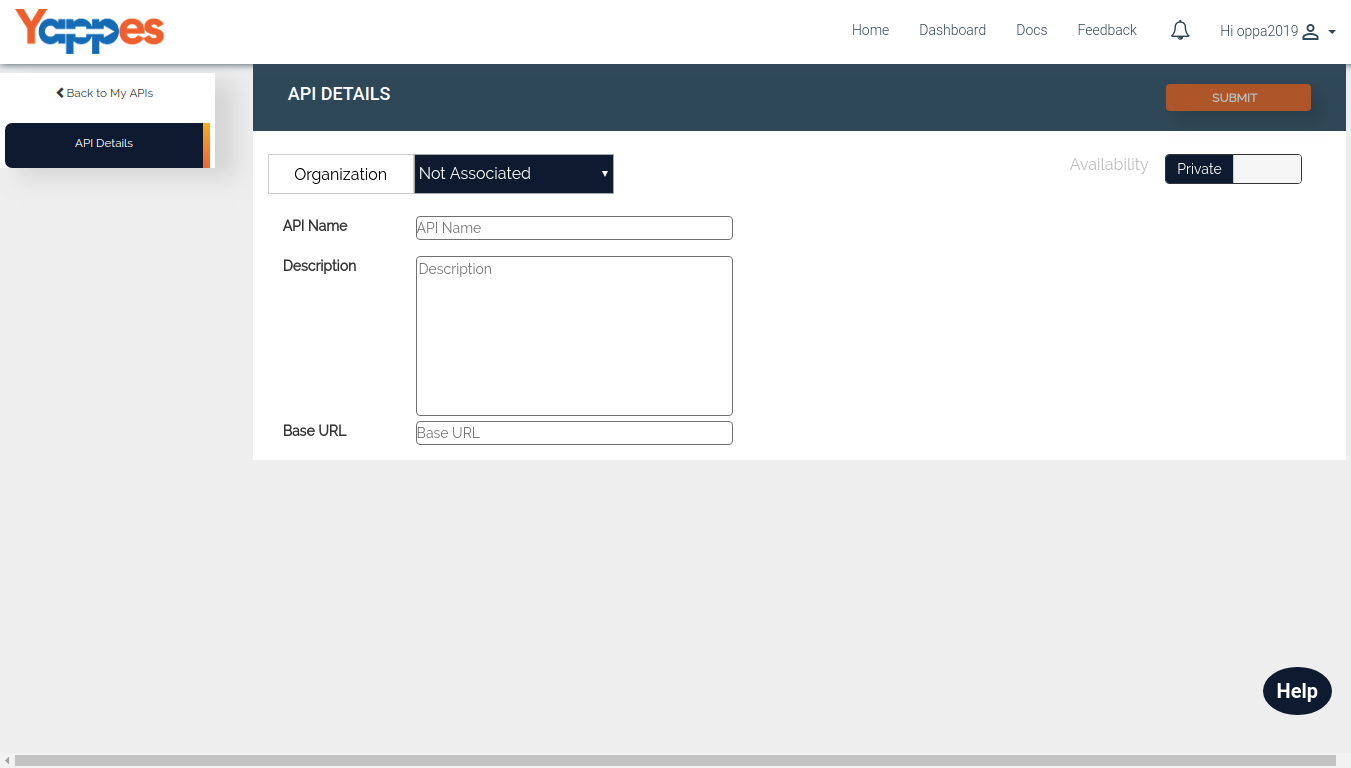 Yappes
Home Dashboard Docs Feedback Hi oppa2019
Back to My APIs
API Details
API DETAILS
SUBMIT
Organization Not Associated
Availability Private
API Name API Name
Description Description
Base URL Base URL
Help